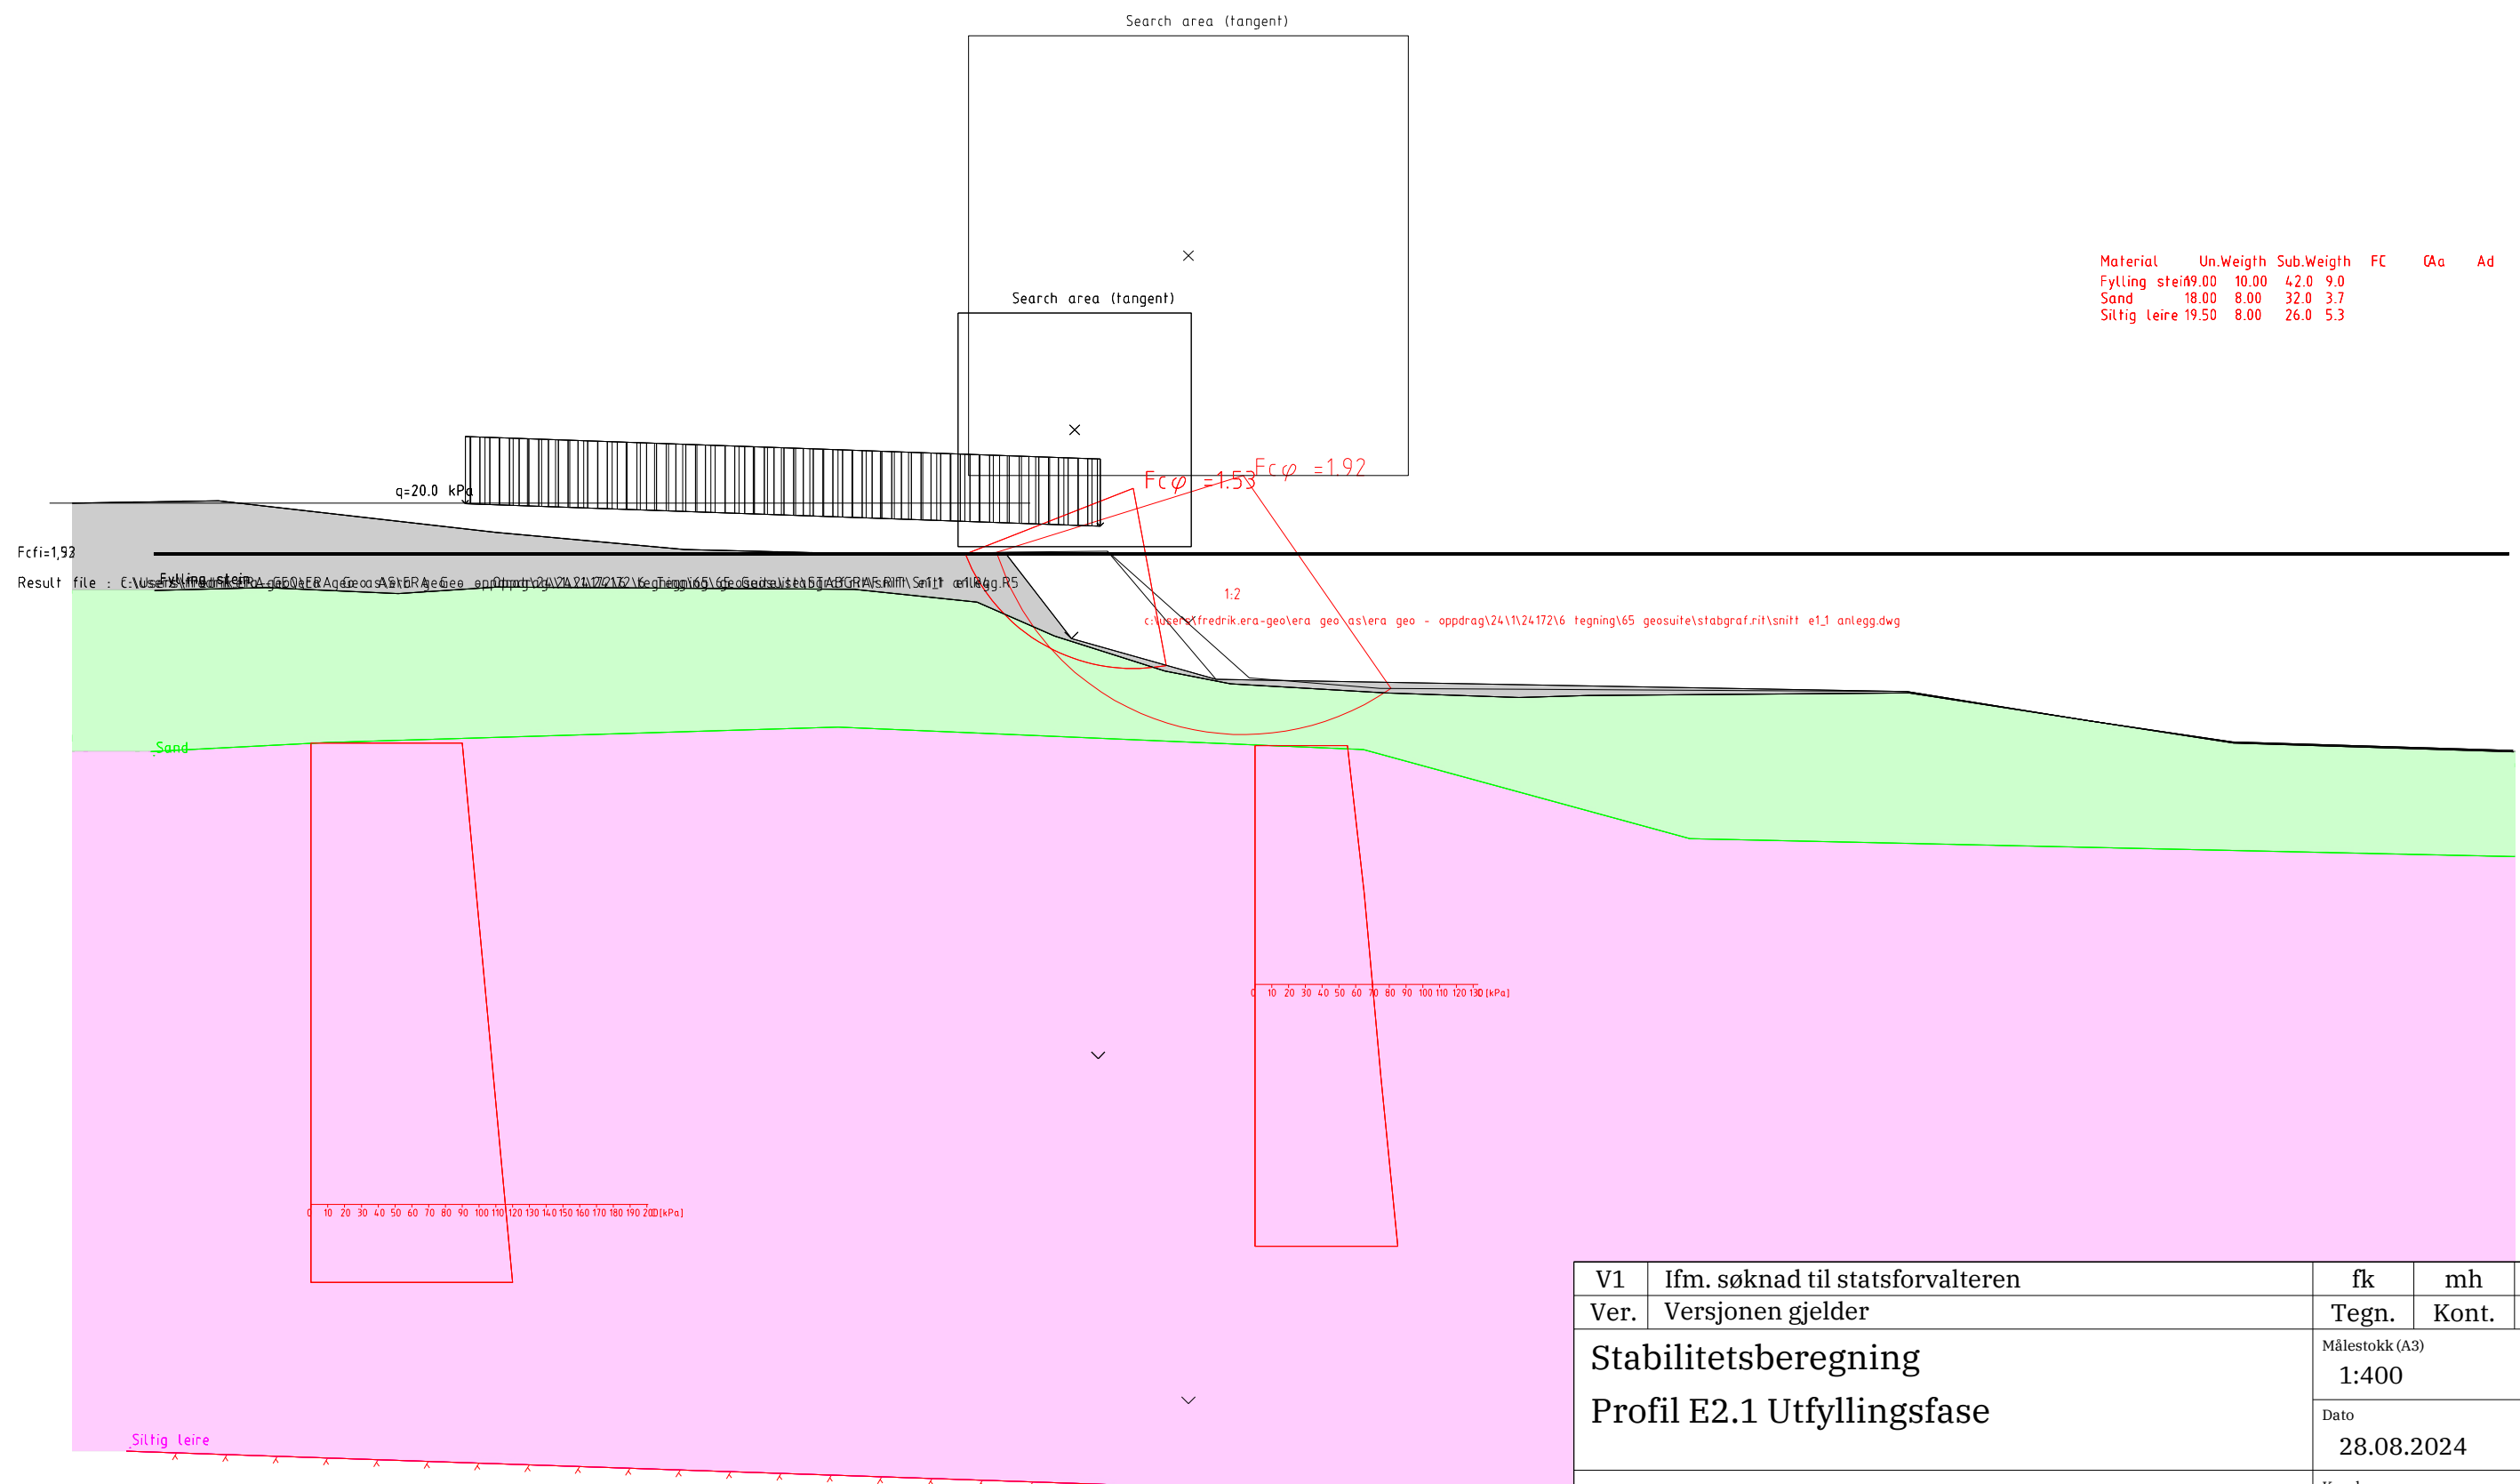 Search area (tangent)
Search area (tangent)
Material Un.Weigth Sub.Weigth Fi C C Aa Ad
Fylling stein 19.00 10.00 42.0 9.0
Sand 18.00 8.00 32.0 3.7
Siltig leire 19.50 8.00 26.0 5.3
q=20.0 kPa
Fcφ =1.53
Fcφ =1.92
Result file :
Fylling stein
1:2
c:\users\fredrik.era-geo\era geo as\era geo - oppdrag\24\1\24172\6 tegning\65 geosuite\stabgraf.rit\snitt e1_1 anlegg.dwg
Sand
0 10 20 30 40 50 60 70 80 90 100 110 120 130 [kPa]
0 10 20 30 40 50 60 70 80 90 100 110 120 130 140 150 160 170 180 190 200 [kPa]
Siltig leire
V1 Ifm. søknad til statsforvalteren fk mh
Ver. Versjonen gjelder Tegn. Kont.
Stabilitetsberegning
Profil E2.1 Utfyllingsfase
Målestokk (A3)
1:400
Dato
28.08.2024